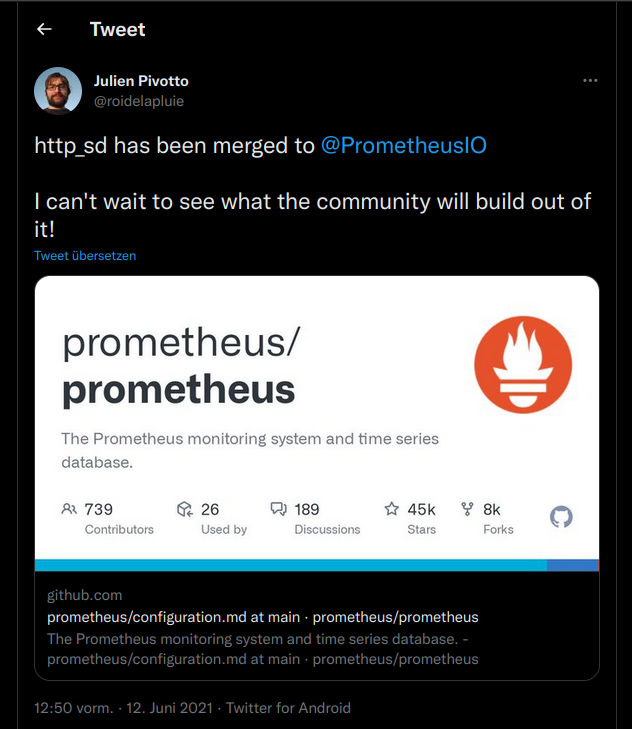 Tweet
Julien Pivotto
@roidelapluie
http_sd has been merged to @PrometheusIO
I can't wait to see what the community will build out of
it!
Tweet übersetzen
prometheus/
prometheus
The Prometheus monitoring system and time series
database.
739 26 189 45k 8k
Contributors Used by Discussions Stars Forks
github.com
prometheus/configuration.md at main · prometheus/prometheus
The Prometheus monitoring system and time series database. -
prometheus/configuration.md at main · prometheus/prometheus
12:50 vorm. · 12. Juni 2021 · Twitter for Android